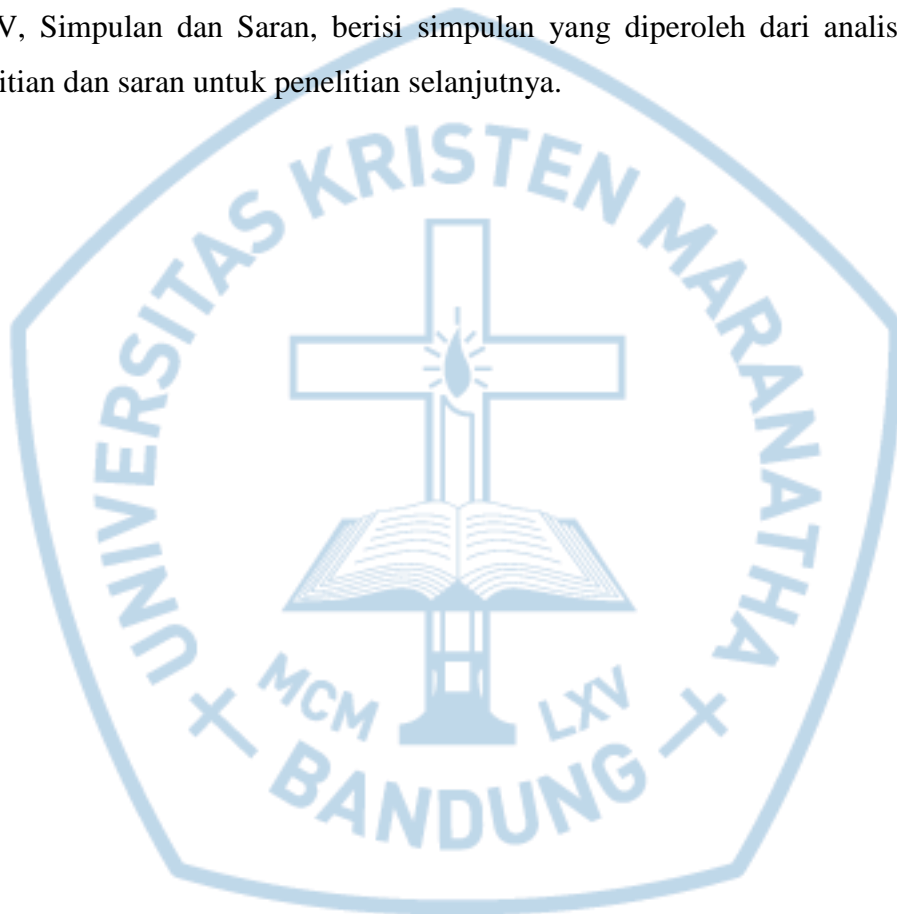 V, Simpulan dan Saran, berisi simpulan yang diperoleh dari analis
itian dan saran untuk penelitian selanjutnya.
UNIVERSITAS KRISTEN MARANATHA
MCM LXV
BANDUNG